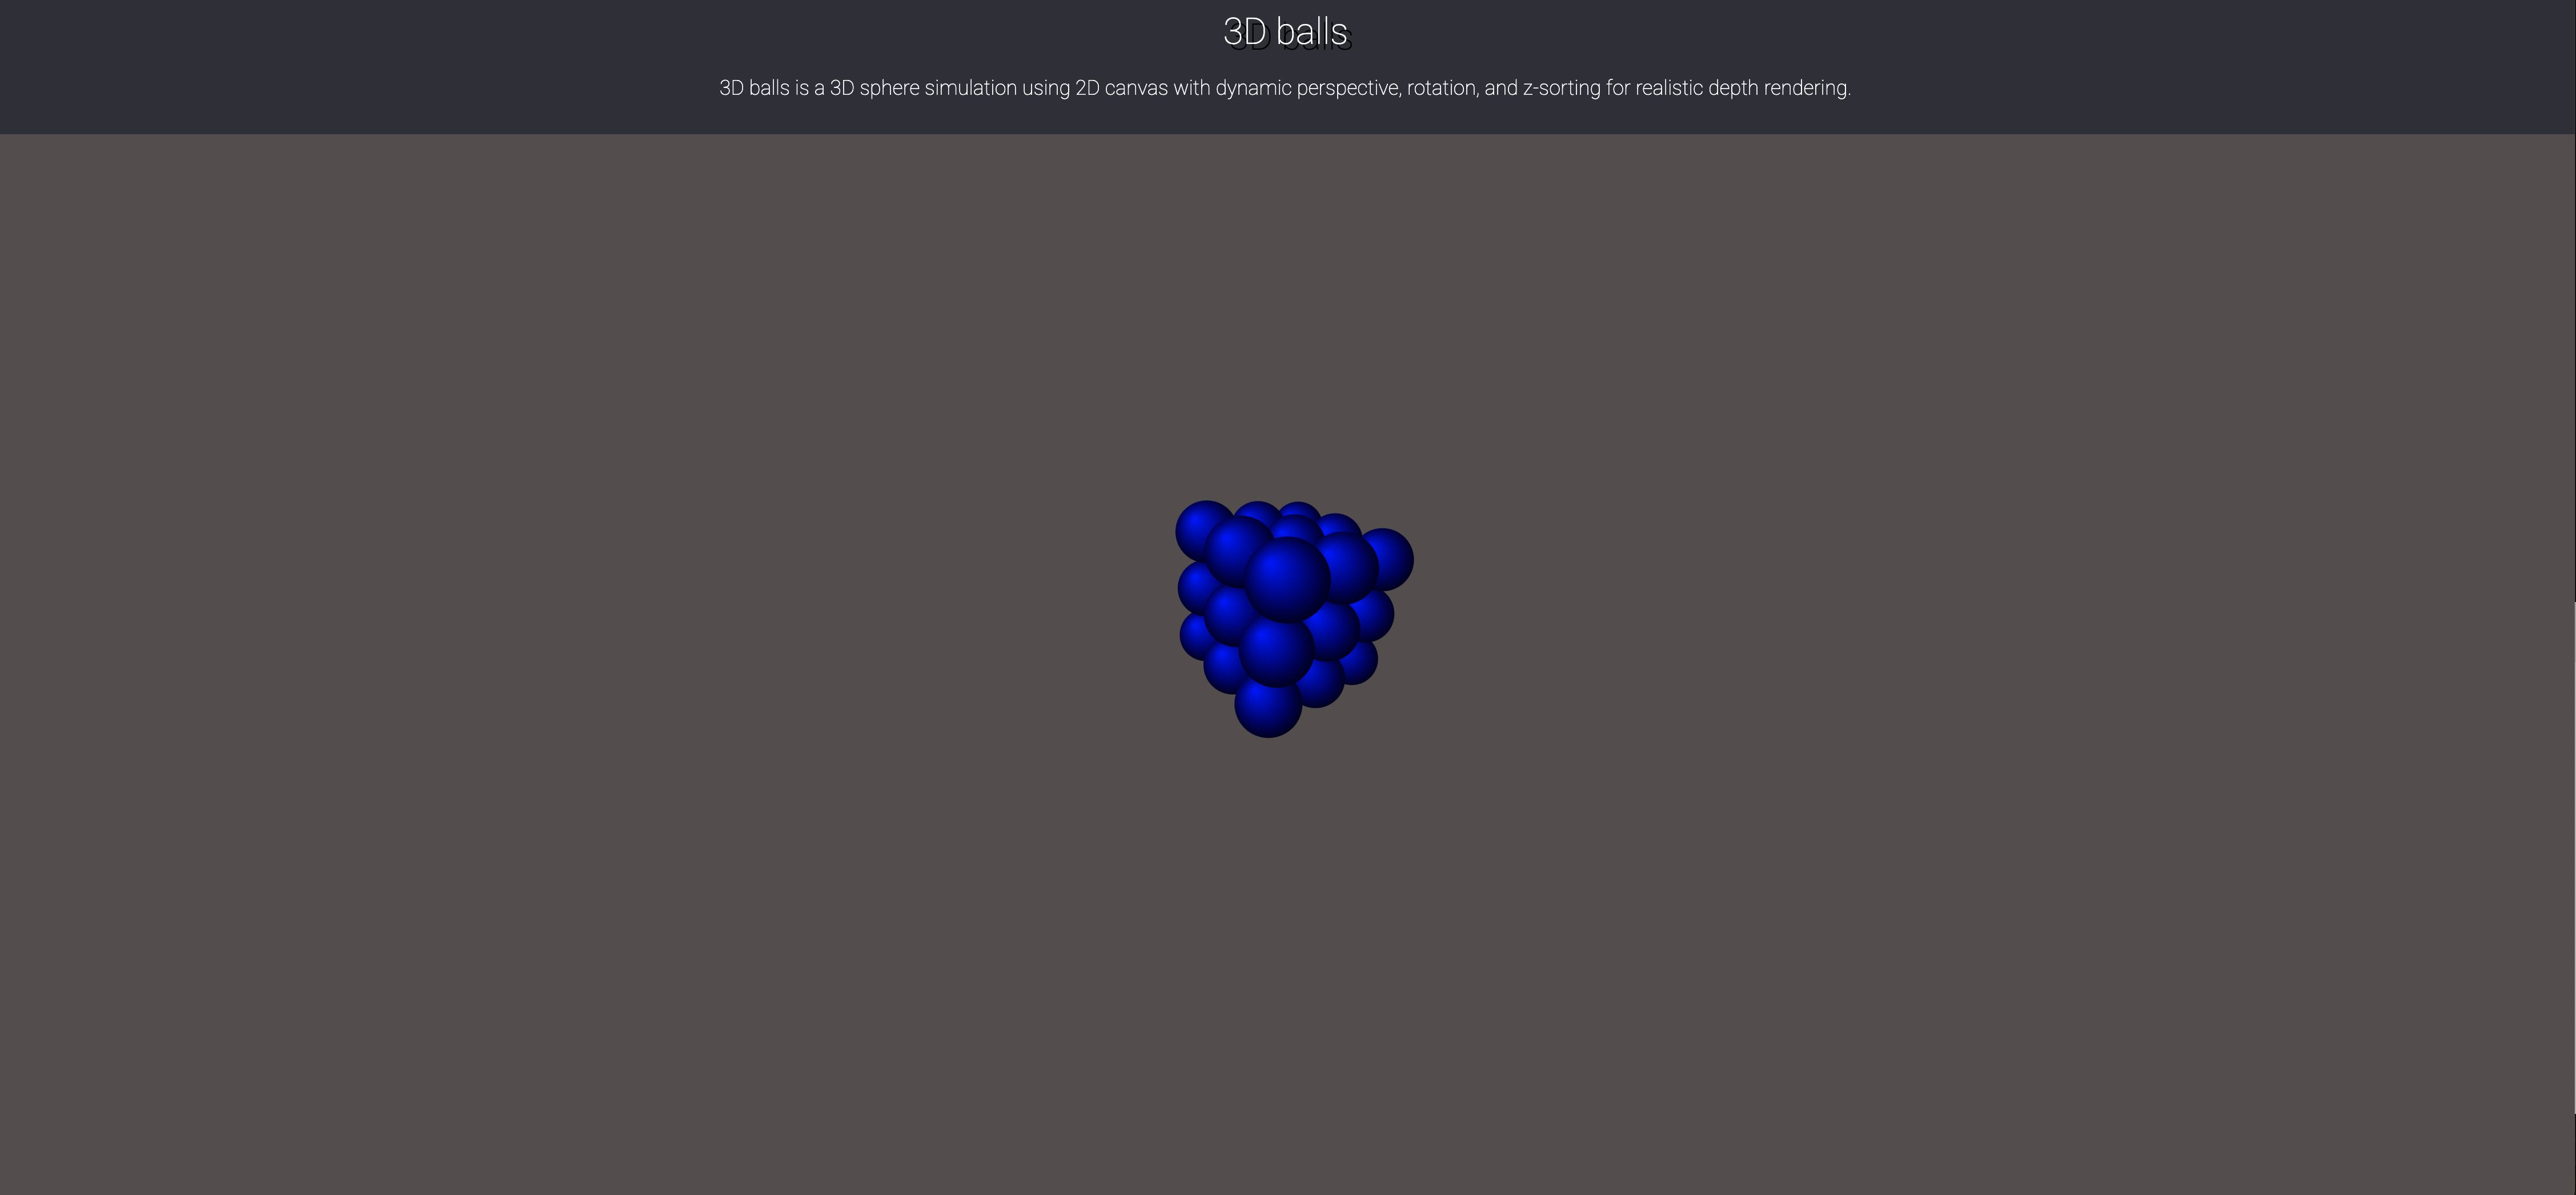 3D balls
3D balls is a 3D sphere simulation using 2D canvas with dynamic perspective, rotation, and z-sorting for realistic depth rendering.